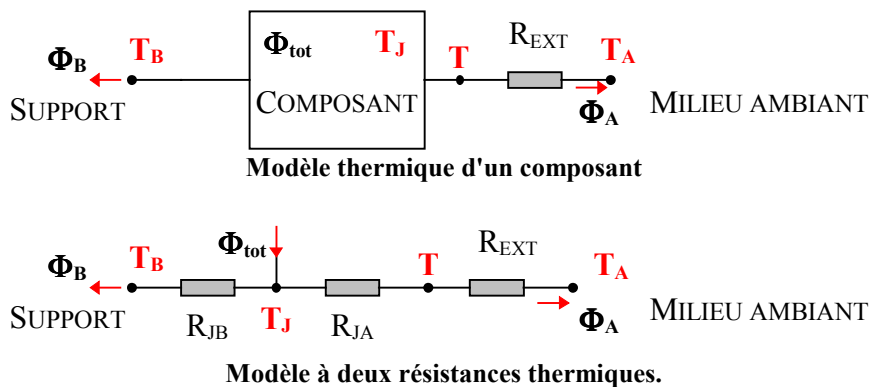 Φtot TJ REXT
ΦB TB T TA
SUPPORT COMPOSANT ΦA MILIEU AMBIANT
Modèle thermique d'un composant
ΦB TB Φtot T REXT TA
SUPPORT RJB TJ RJA ΦA MILIEU AMBIANT
Modèle à deux résistances thermiques.